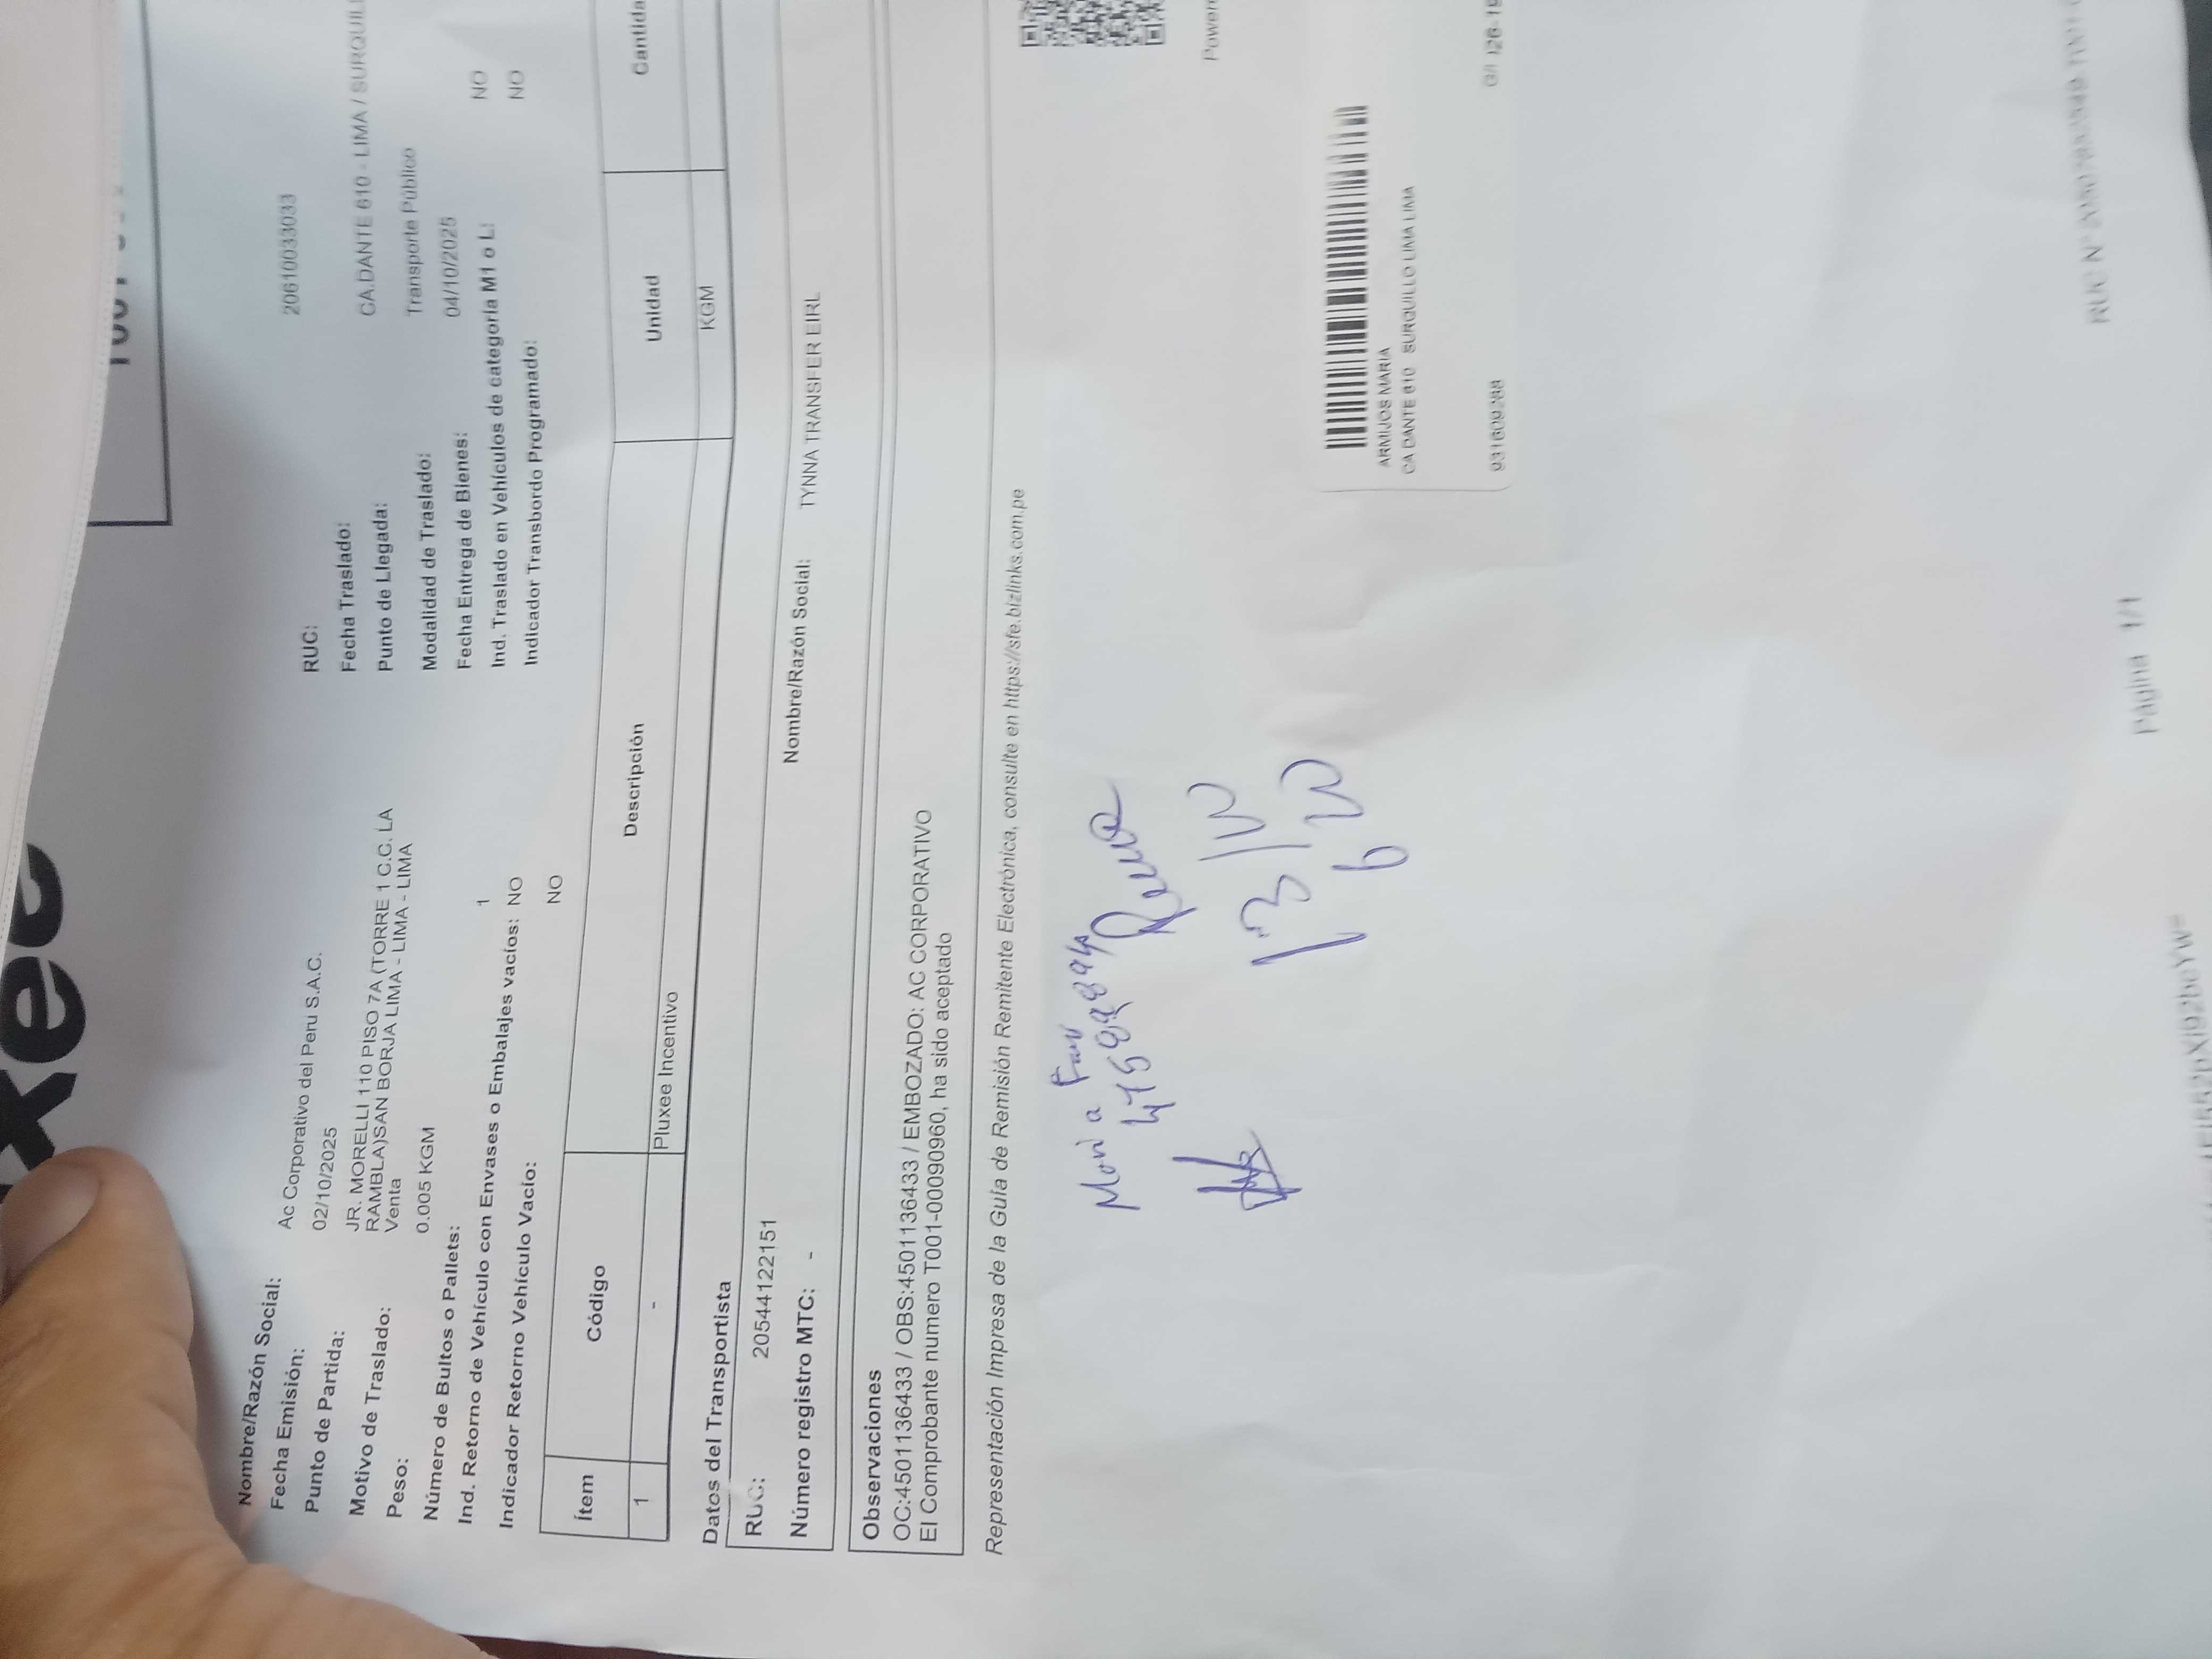 xee
Nombre/Razón Social: Ac Corporativo del Peru S.A.C. RUC: 20610033033
Fecha Emisión: 02/10/2025 Fecha Traslado:
Punto de Partida: JR. MORELLI 110 PISO 7A (TORRE 1 C.C. LA
RAMBLA)SAN BORJA LIMA - LIMA - LIMA
Punto de Llegada: CA.DANTE 610 - LIMA / SURQUIL
Motivo de Traslado: Venta Modalidad de Traslado: Transporte Público
Peso: 0.005 KGM Fecha Entrega de Bienes: 04/10/2025
Número de Bultos o Pallets: 1 Ind. Traslado en Vehículos de categoría M1 o L: NO
Ind. Retorno de Vehículo con Envases o Embalajes vacíos: NO Indicador Transbordo Programado: NO
Indicador Retorno Vehículo Vacío: NO
Ítem Código Descripción Unidad Cantida
1 - Pluxee Incentivo KGM
Datos del Transportista
RUC: 20544122151 Nombre/Razón Social: TYNNA TRANSFER EIRL
Número registro MTC: -
Observaciones
OC:4501136433 / OBS:4501136433 / EMBOZADO: AC CORPORATIVO
El Comprobante numero T001-00090960, ha sido aceptado
Representación Impresa de la Guía de Remisión Remitente Electrónica, consulte en https://sfe.bizlinks.com.pe
Power
ARMIJOS MARIA
CA DANTE 610 SURQUILLO LIMA LIMA
931609288
Página 1/1
RUC N°